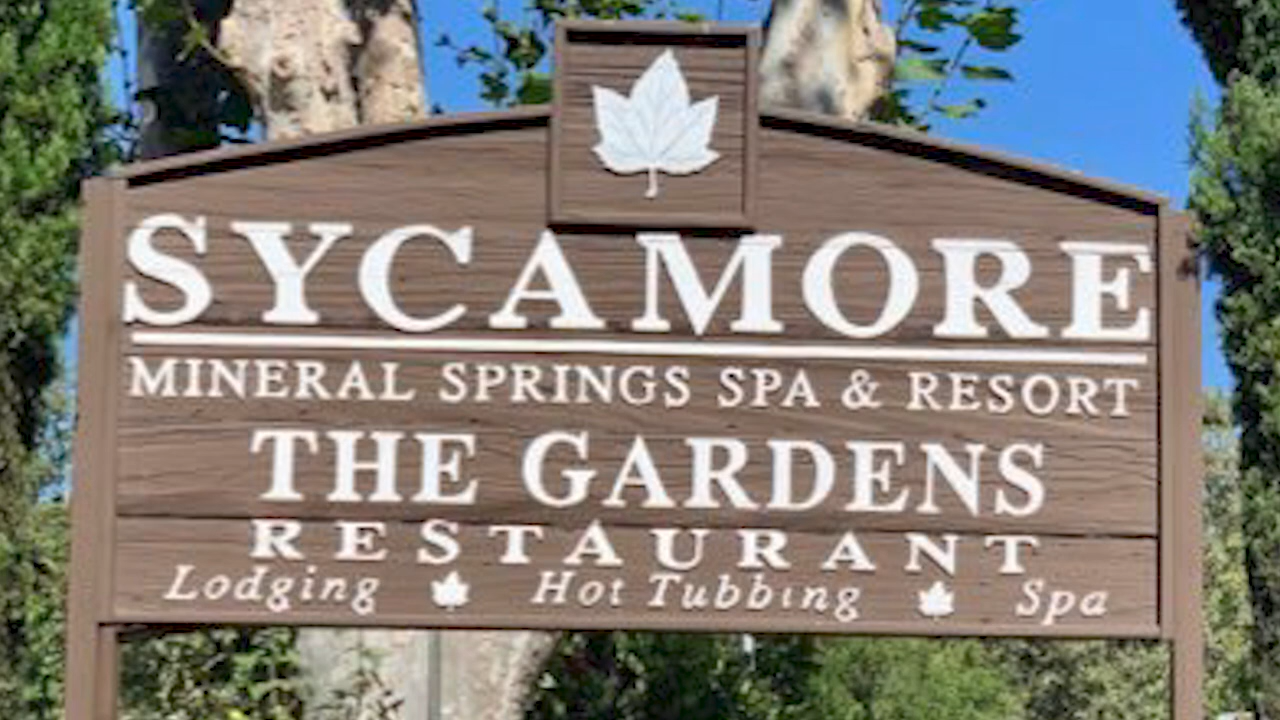 SYCAMORE
MINERAL SPRINGS SPA & RESORT
THE GARDENS
RESTAURANT
Lodging Hot Tubbing Spa